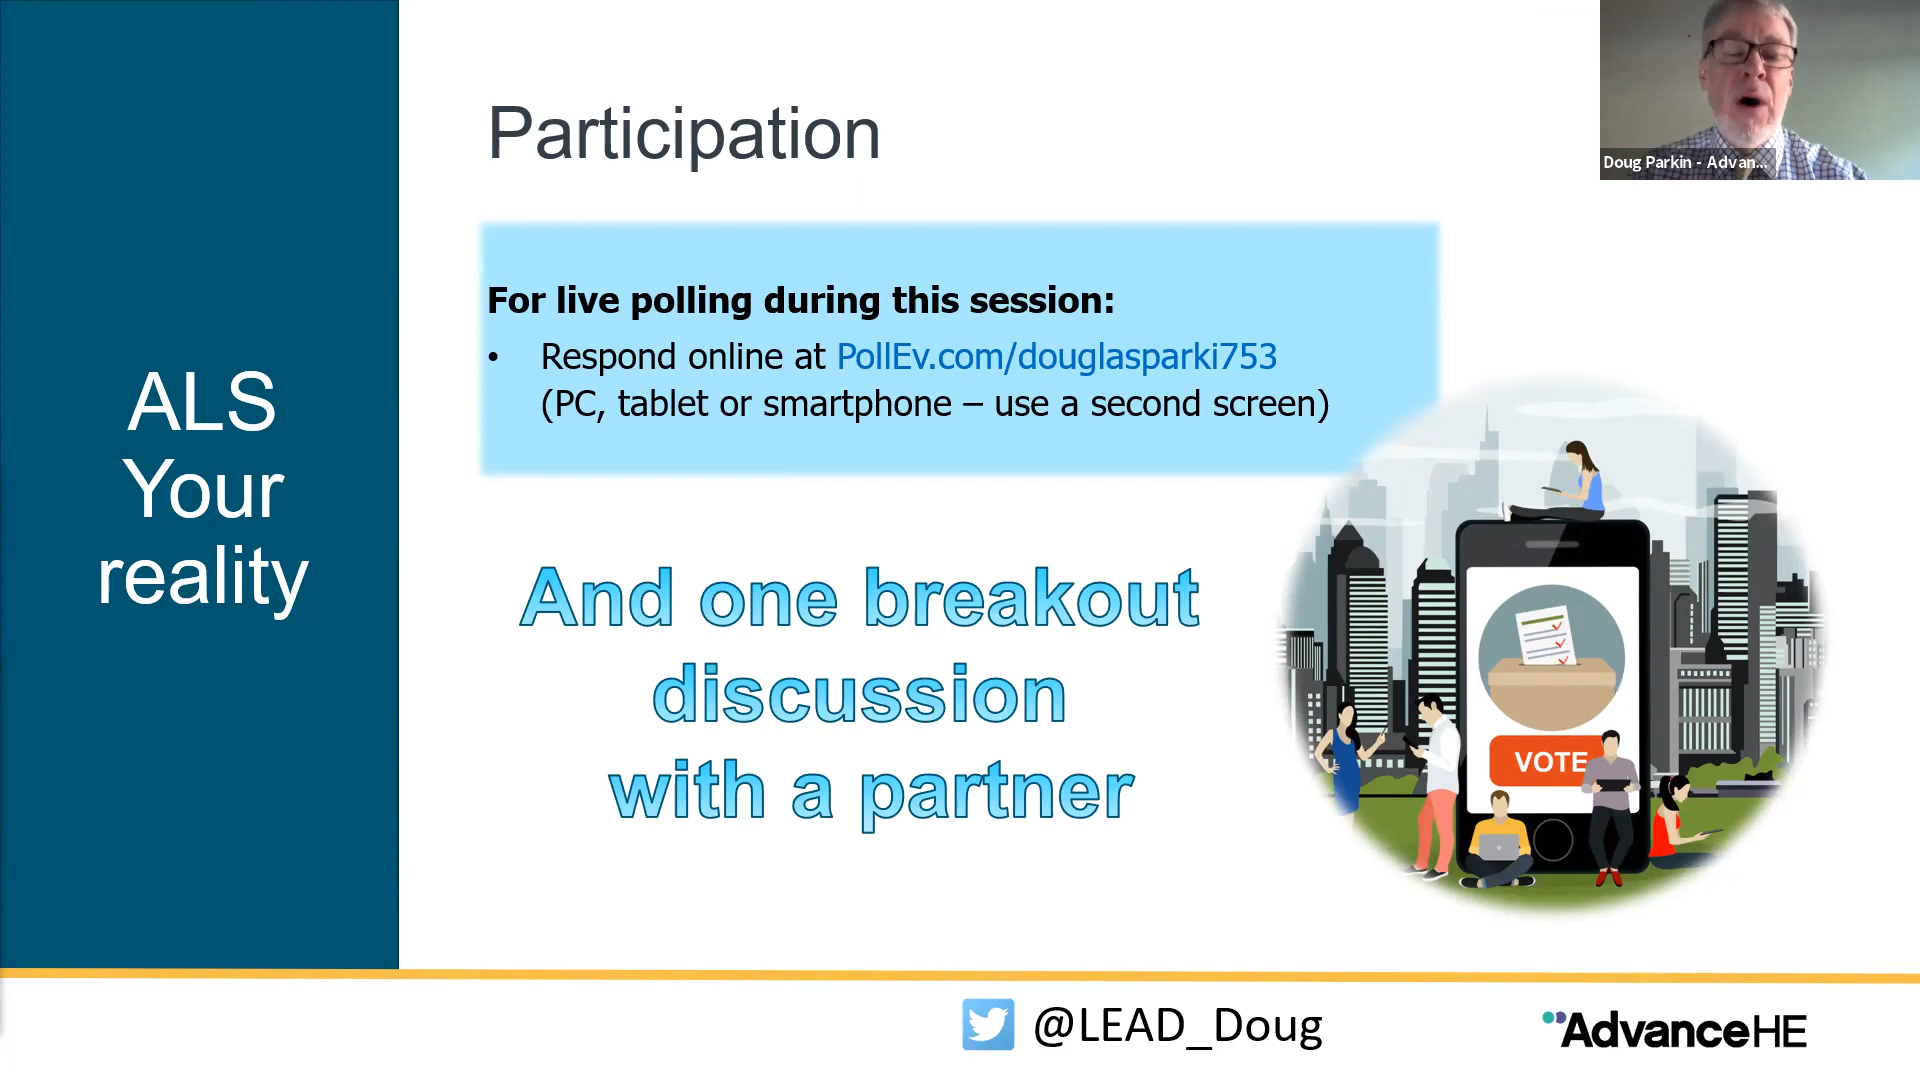 Participation
Doug Parkin - Advan...
For live polling during this session:
• Respond online at PollEv.com/douglasparki753
(PC, tablet or smartphone – use a second screen)
ALS
Your
reality
And one breakout
discussion
with a partner
VOTE
@LEAD_Doug
AdvanceHE